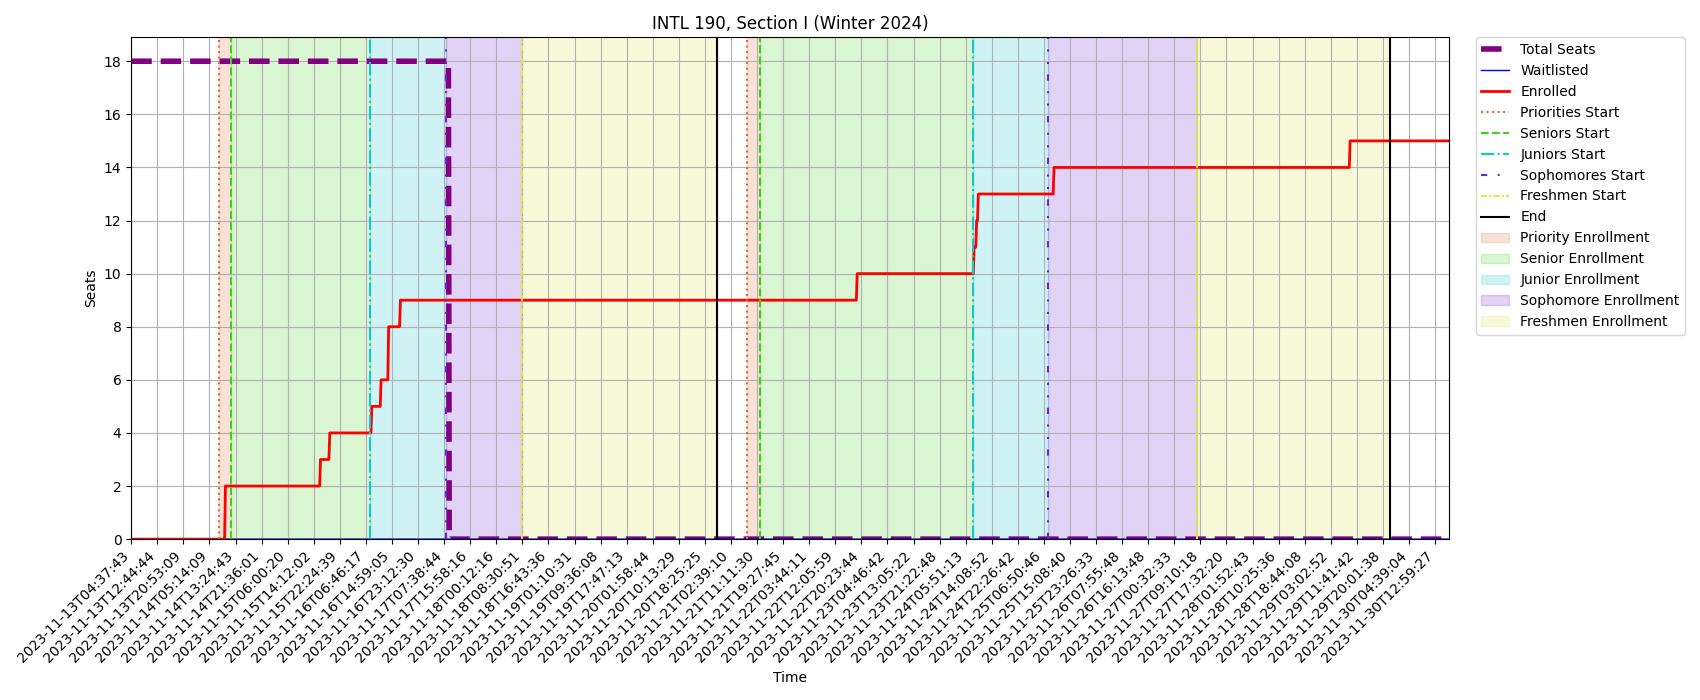 INTL 190, Section I (Winter 2024)
Seats
18
16
14
12
10
8
6
4
2
0
2023-11-13T04:37:43
2023-11-13T12:44:44
2023-11-13T20:53:09
2023-11-14T05:14:09
2023-11-14T13:24:43
2023-11-14T21:36:01
2023-11-15T06:00:20
2023-11-15T14:12:02
2023-11-15T22:24:39
2023-11-16T06:46:17
2023-11-16T14:59:05
2023-11-16T23:12:30
2023-11-17T07:38:44
2023-11-17T15:58:16
2023-11-18T00:12:16
2023-11-18T08:30:51
2023-11-18T16:43:36
2023-11-19T01:10:31
2023-11-19T09:36:08
2023-11-19T17:47:13
2023-11-20T01:58:44
2023-11-20T10:13:29
2023-11-20T18:25:25
2023-11-21T02:39:10
2023-11-21T11:11:30
2023-11-21T19:27:45
2023-11-22T03:44:11
2023-11-22T12:05:59
2023-11-22T20:23:44
2023-11-23T04:46:42
2023-11-23T13:05:22
2023-11-23T21:22:48
2023-11-24T05:51:13
2023-11-24T14:08:52
2023-11-24T22:26:42
2023-11-25T06:50:46
2023-11-25T15:08:40
2023-11-25T23:26:33
2023-11-26T07:55:48
2023-11-26T16:13:48
2023-11-27T00:32:33
2023-11-27T09:10:18
2023-11-27T17:32:20
2023-11-28T01:52:43
2023-11-28T10:25:36
2023-11-28T18:44:08
2023-11-29T03:02:52
2023-11-29T11:41:42
2023-11-29T20:01:38
2023-11-30T04:39:04
2023-11-30T12:59:27
Time
Total Seats
Waitlisted
Enrolled
Priorities Start
Seniors Start
Juniors Start
Sophomores Start
Freshmen Start
End
Priority Enrollment
Senior Enrollment
Junior Enrollment
Sophomore Enrollment
Freshmen Enrollment